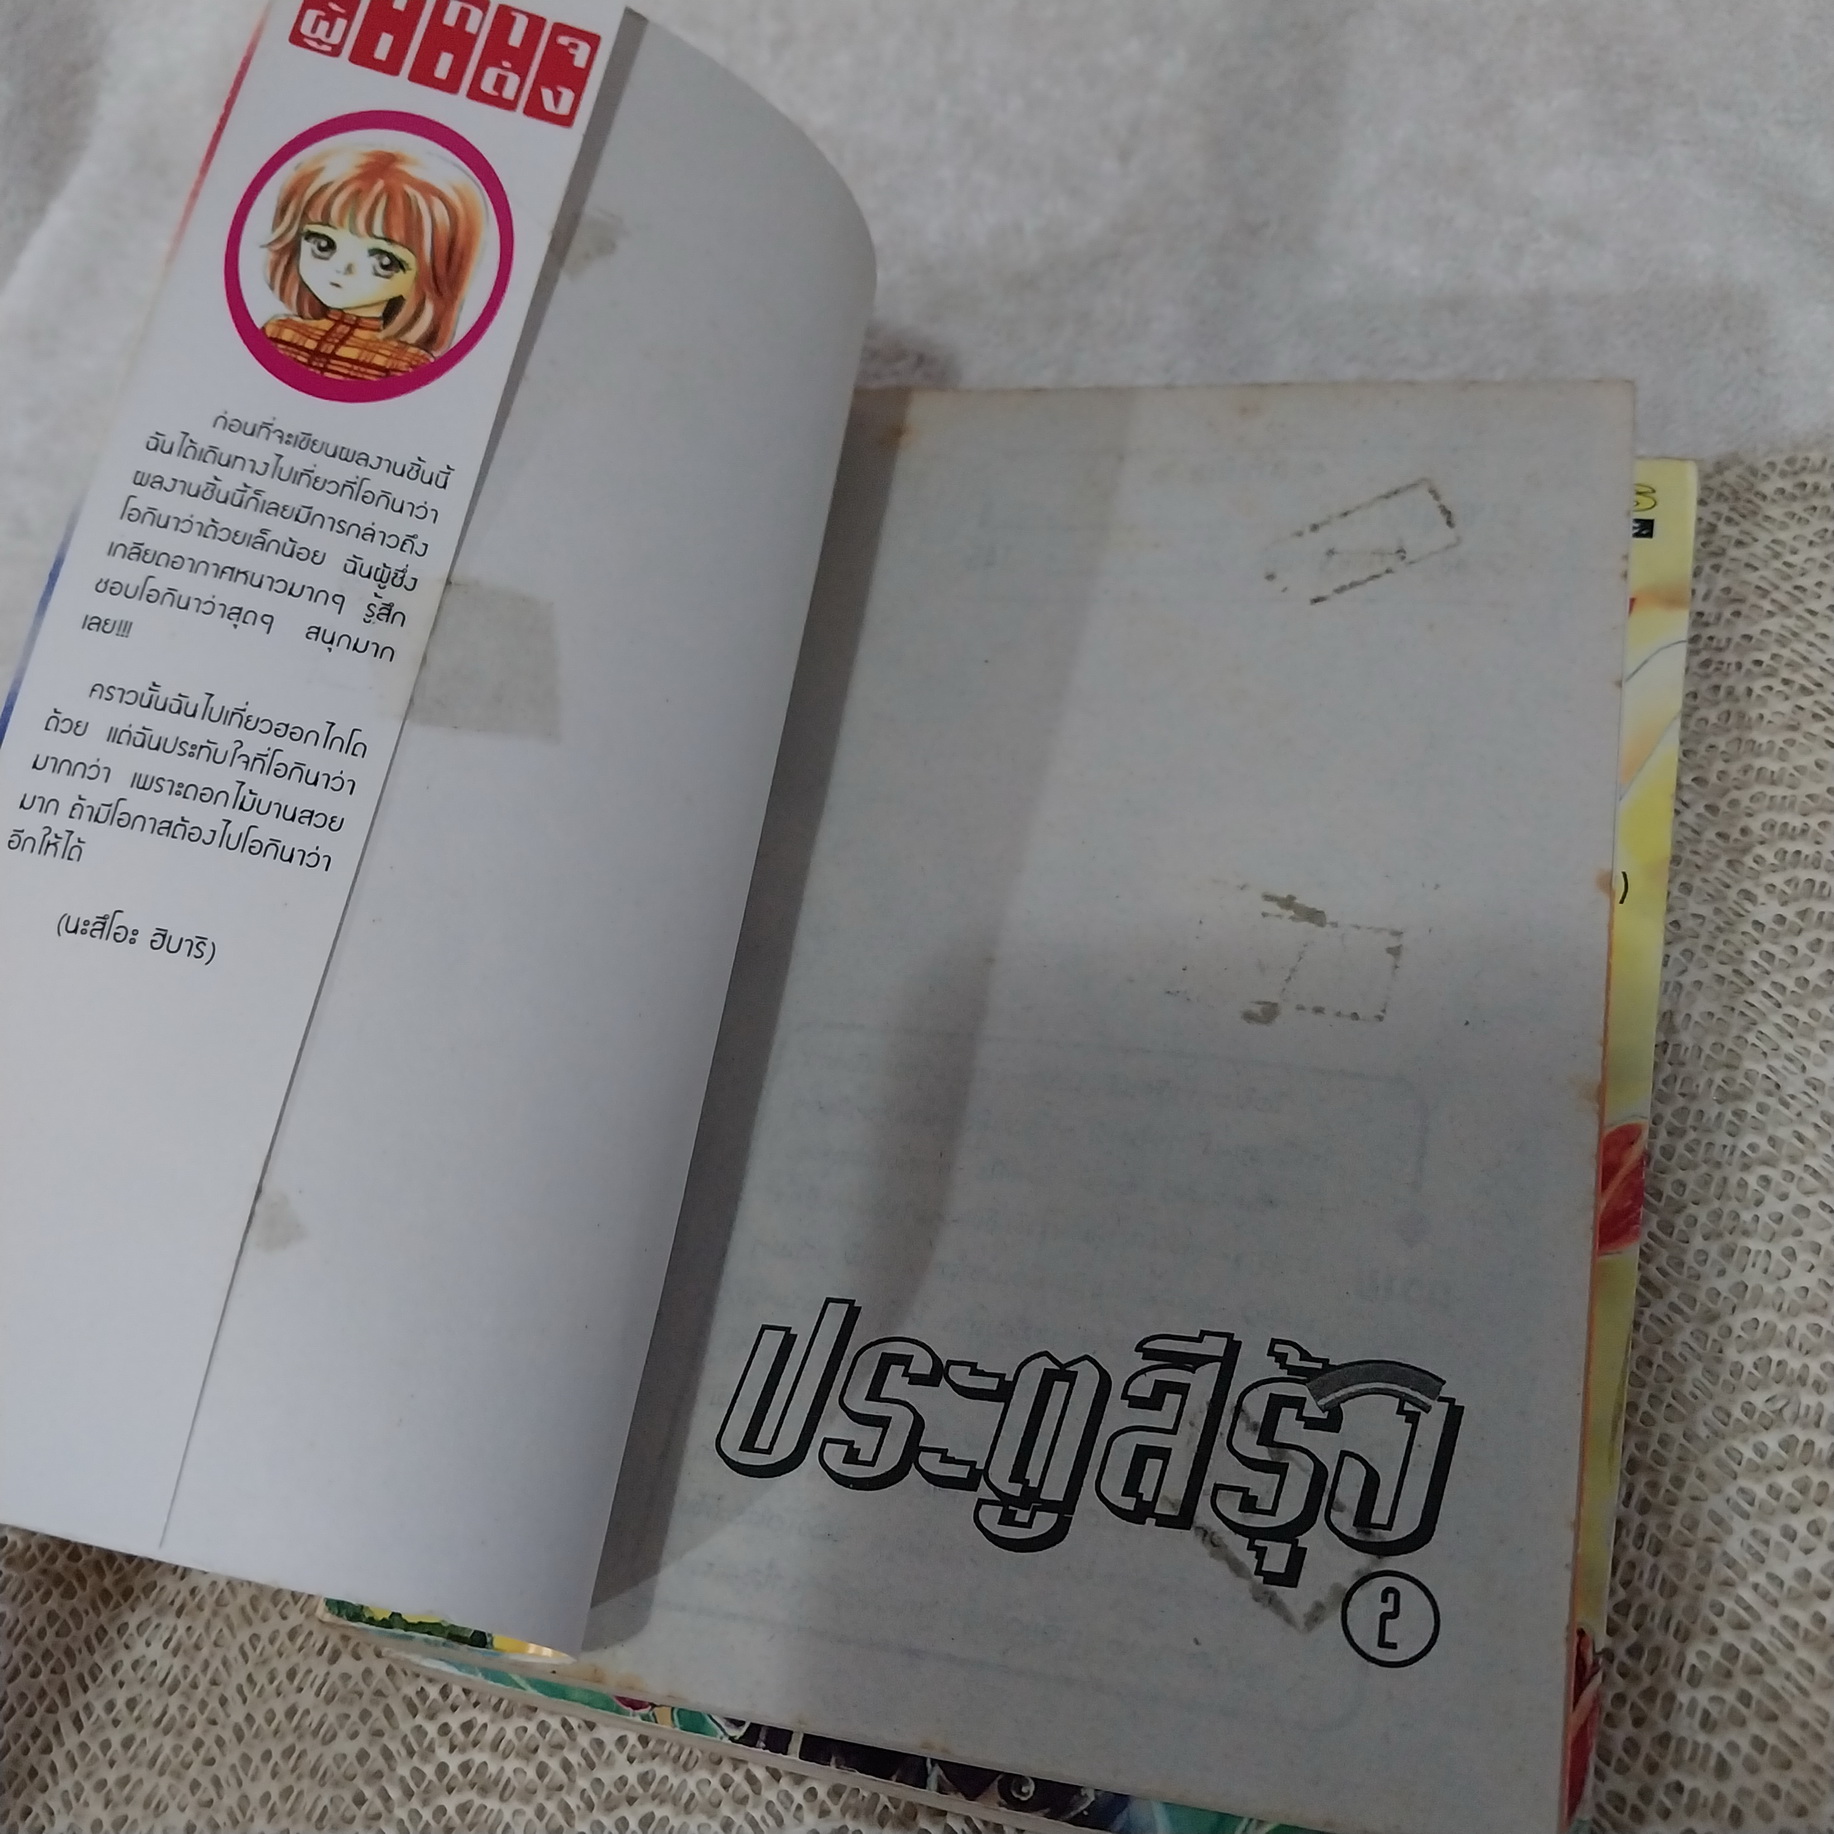 ก่อนที่จะเขียนผลงานชิ้นนี้
ฉันได้เดินทางไปเที่ยวที่โอกินาว่า
ผลงานชิ้นนี้ก็เลยมีการกล่าวถึง
โอกินาว่าด้วยเล็กน้อย ฉันผู้ซึ่ง
เกลียดอากาศหนาวมากๆ รู้สึก
ชอบโอกินาว่าสุดๆ สนุกมาก
เลย!!!
คราวนั้นฉันไปเที่ยวฮอกไกโด
ด้วย แต่ฉันประทับใจที่โอกินาว่า
มากกว่า เพราะดอกไม้บานสวย
มาก ถ้ามีโอกาสต้องไปโอกินาว่า
อีกให้ได้
(นะสึโอะ ฮิบาริ)
ประตูสีรุ้ง
2